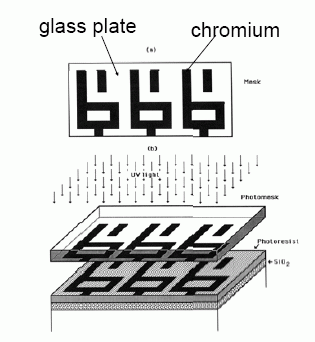 glass plate
chromium
(a)
Mask
(b)
UV light
Photomask
Photoresist
SiO2